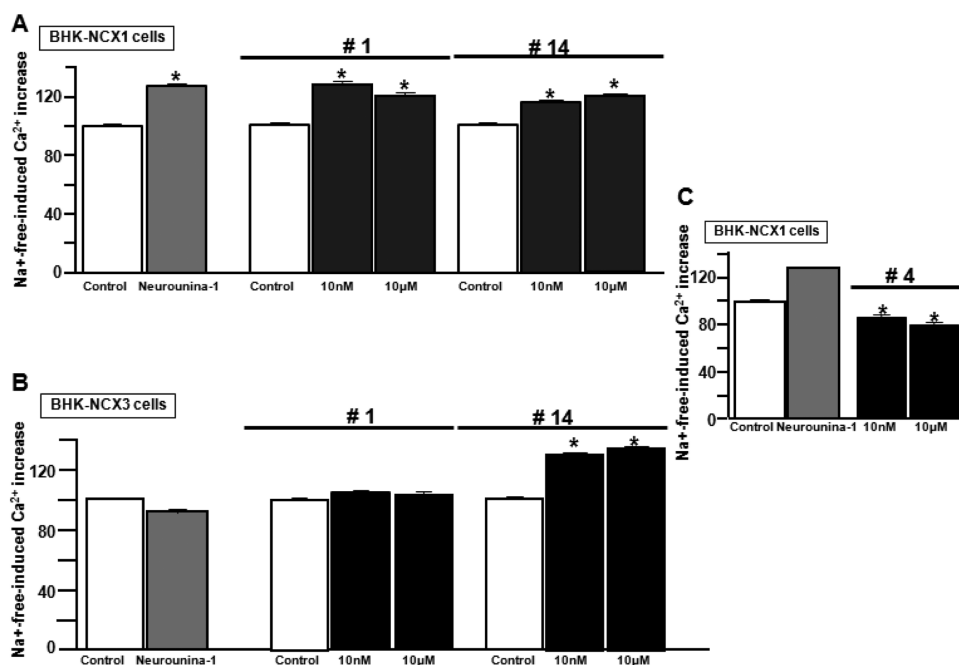 A
BHK-NCX1 cells
# 1
# 14
Na+-free-induced Ca²⁺ increase
120
80
40
0
*
* *
* *
Control Neurounina-1 Control 10nM 10µM Control 10nM 10µM
B
BHK-NCX3 cells
# 1
# 14
Na+-free-induced Ca²⁺ increase
120
80
40
0
* *
Control Neurounina-1 Control 10nM 10µM Control 10nM 10µM
C
BHK-NCX1 cells
# 4
Na+-free-induced Ca²⁺ increase
120
80
40
0
* *
Control Neurounina-1 10nM 10µM